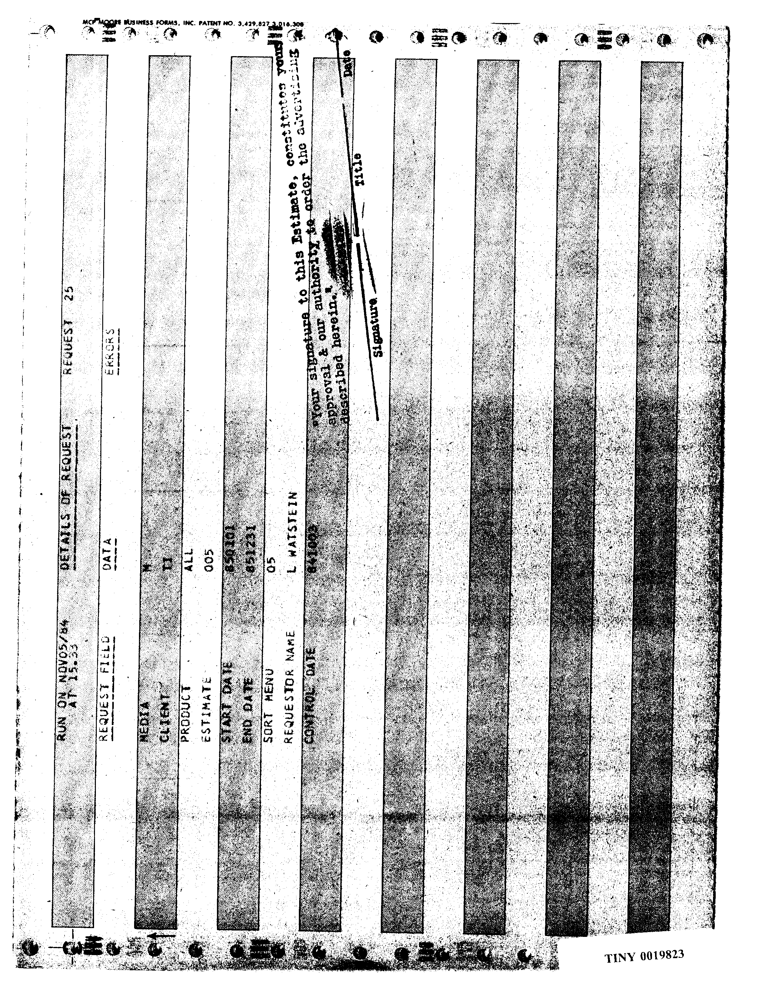 MCP MOORE BUSINESS FORMS, INC. PATENT NO. 3,429,827 3,016,308
RUN ON NOV05/84 DETAILS OF REQUEST REQUEST 25
AT 15.33
REQUEST FIELD DATA ERRORS
MEDIA M
CLIENT TI
PRODUCT ALL
ESTIMATE 005
START DATE 850101
END DATE 851231
SORT MENU 05
REQUESTOR NAME L WATSTEIN
CONTROL DATE
"Your signature to this Estimate, constitutes your
approval & our authority to order the advertising
described herein."
Signature Title Date
TINY 0019823